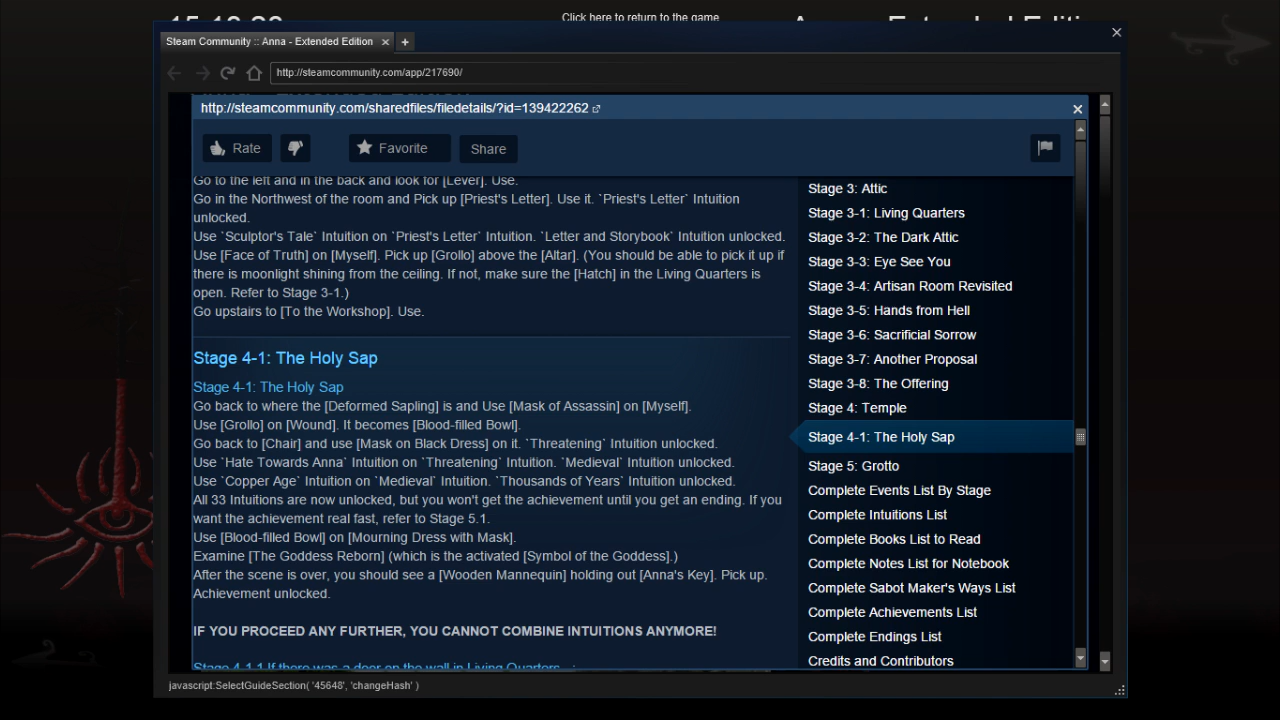 Click here to return to the game
Steam Community :: Anna - Extended Edition
http://steamcommunity.com/app/217690/
http://steamcommunity.com/sharedfiles/filedetails/?id=139422262
Rate
Favorite
Share
Go to the left and in the back and look for [Lever]. Use.
Go in the Northwest of the room and Pick up [Priest's Letter]. Use it. `Priest's Letter` Intuition
unlocked.
Use `Sculptor's Tale` Intuition on `Priest's Letter` Intuition. `Letter and Storybook` Intuition unlocked.
Use [Face of Truth] on [Myself]. Pick up [Grollo] above the [Altar]. (You should be able to pick it up if
there is moonlight shining from the ceiling. If not, make sure the [Hatch] in the Living Quarters is
open. Refer to Stage 3-1.)
Go upstairs to [To the Workshop]. Use.
Stage 4-1: The Holy Sap
Stage 4-1: The Holy Sap
Go back to where the [Deformed Sapling] is and Use [Mask of Assassin] on [Myself].
Use [Grollo] on [Wound]. It becomes [Blood-filled Bowl].
Go back to [Chair] and use [Mask on Black Dress] on it. `Threatening` Intuition unlocked.
Use `Hate Towards Anna` Intuition on `Threatening` Intuition. `Medieval` Intuition unlocked.
Use `Copper Age` Intuition on `Medieval` Intuition. `Thousands of Years` Intuition unlocked.
All 33 Intuitions are now unlocked, but you won't get the achievement until you get an ending. If you
want the achievement real fast, refer to Stage 5.1.
Use [Blood-filled Bowl] on [Mourning Dress with Mask].
Examine [The Goddess Reborn] (which is the activated [Symbol of the Goddess].)
After the scene is over, you should see a [Wooden Mannequin] holding out [Anna's Key]. Pick up.
Achievement unlocked.
IF YOU PROCEED ANY FURTHER, YOU CANNOT COMBINE INTUITIONS ANYMORE!
Stage 4-1.1 If there was a door on the wall in Living Quarters
Stage 3: Attic
Stage 3-1: Living Quarters
Stage 3-2: The Dark Attic
Stage 3-3: Eye See You
Stage 3-4: Artisan Room Revisited
Stage 3-5: Hands from Hell
Stage 3-6: Sacrificial Sorrow
Stage 3-7: Another Proposal
Stage 3-8: The Offering
Stage 4: Temple
Stage 4-1: The Holy Sap
Stage 5: Grotto
Complete Events List By Stage
Complete Intuitions List
Complete Books List to Read
Complete Notes List for Notebook
Complete Sabot Maker's Ways List
Complete Achievements List
Complete Endings List
Credits and Contributors
javascript:SelectGuideSection( '45648', 'changeHash' )